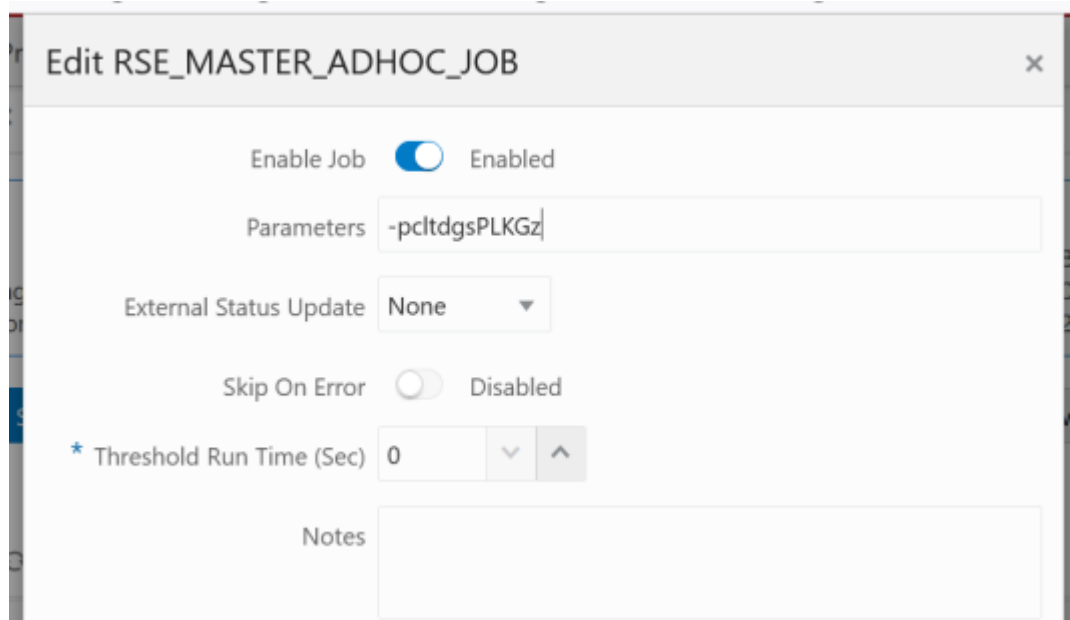 Edit RSE_MASTER_ADHOC_JOB ×
Enable Job Enabled
Parameters -pcltdgsPLKGz
External Status Update None
Skip On Error Disabled
* Threshold Run Time (Sec) 0
Notes